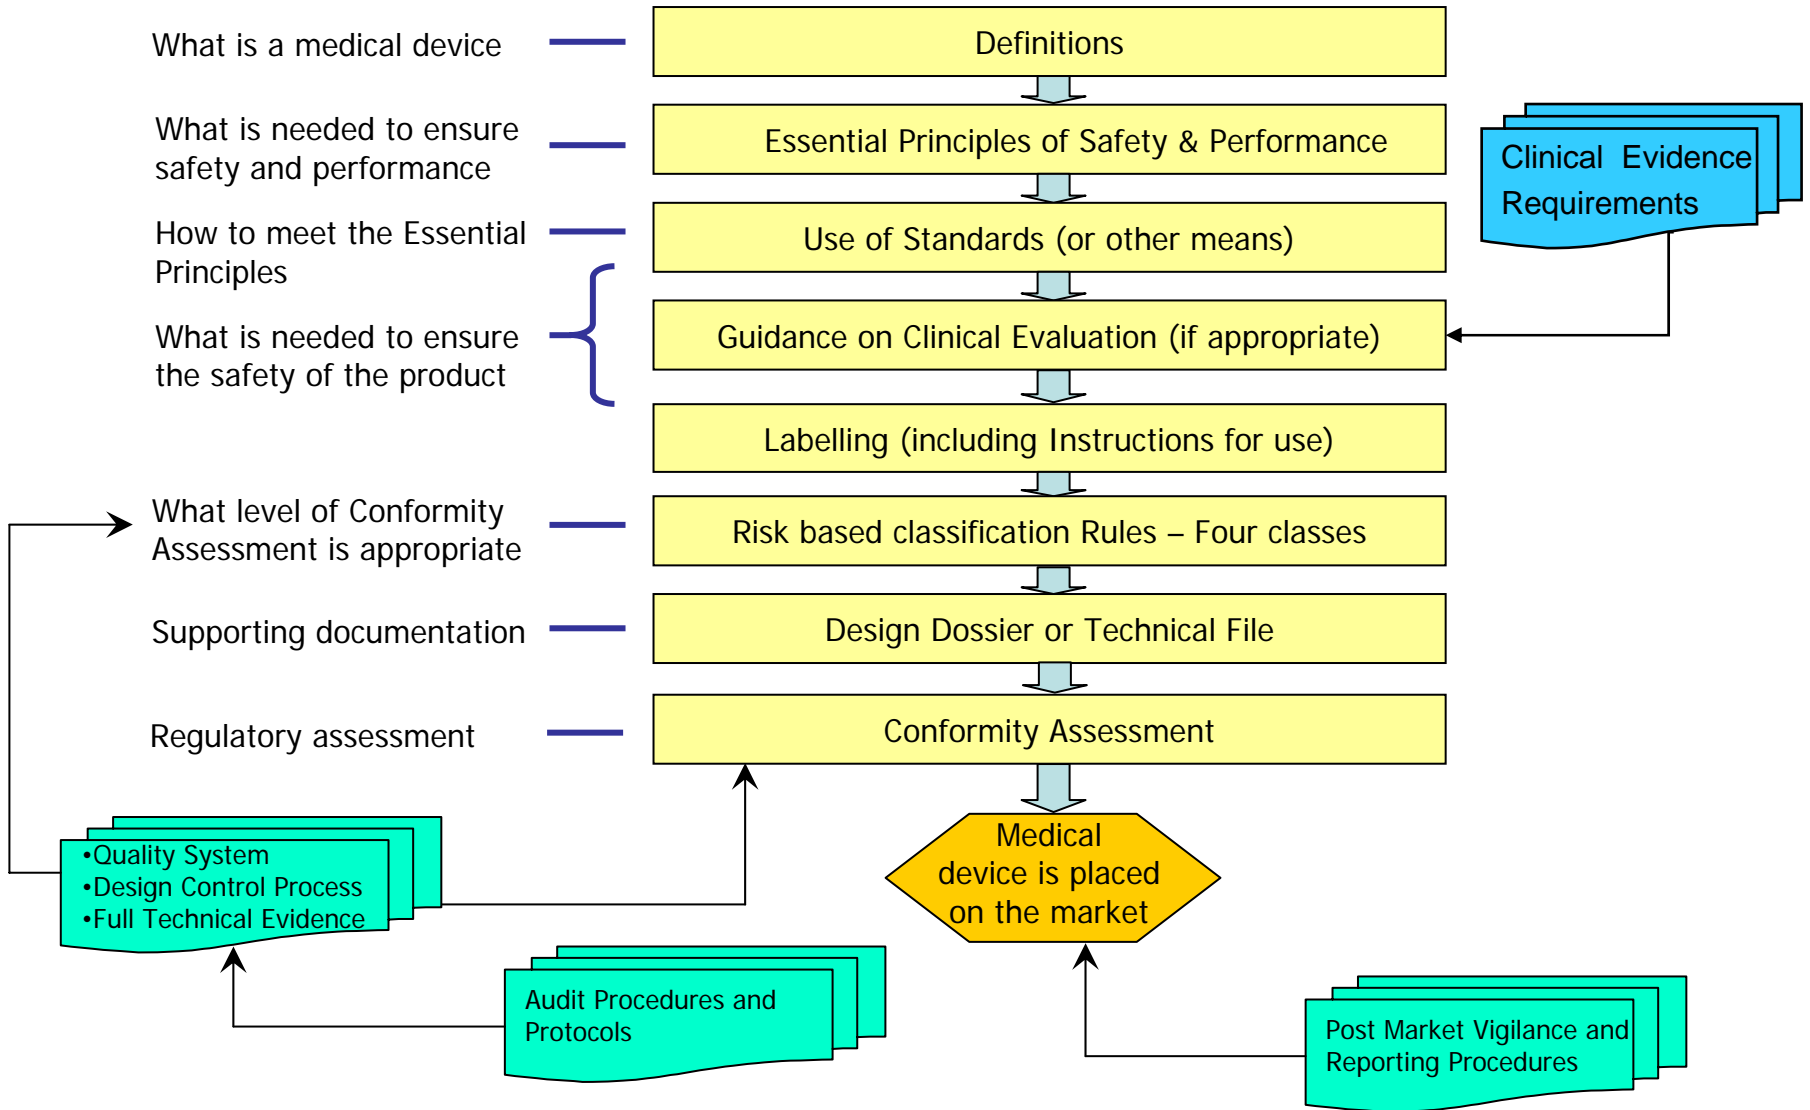 What is a medical device
Definitions
What is needed to ensure
safety and performance
Essential Principles of Safety & Performance
Clinical Evidence
Requirements
How to meet the Essential
Principles
Use of Standards (or other means)
What is needed to ensure
the safety of the product
Guidance on Clinical Evaluation (if appropriate)
Labelling (including Instructions for use)
What level of Conformity
Assessment is appropriate
Risk based classification Rules – Four classes
Supporting documentation
Design Dossier or Technical File
Regulatory assessment
Conformity Assessment
•Quality System
•Design Control Process
•Full Technical Evidence
Medical
device is placed
on the market
Audit Procedures and
Protocols
Post Market Vigilance and
Reporting Procedures